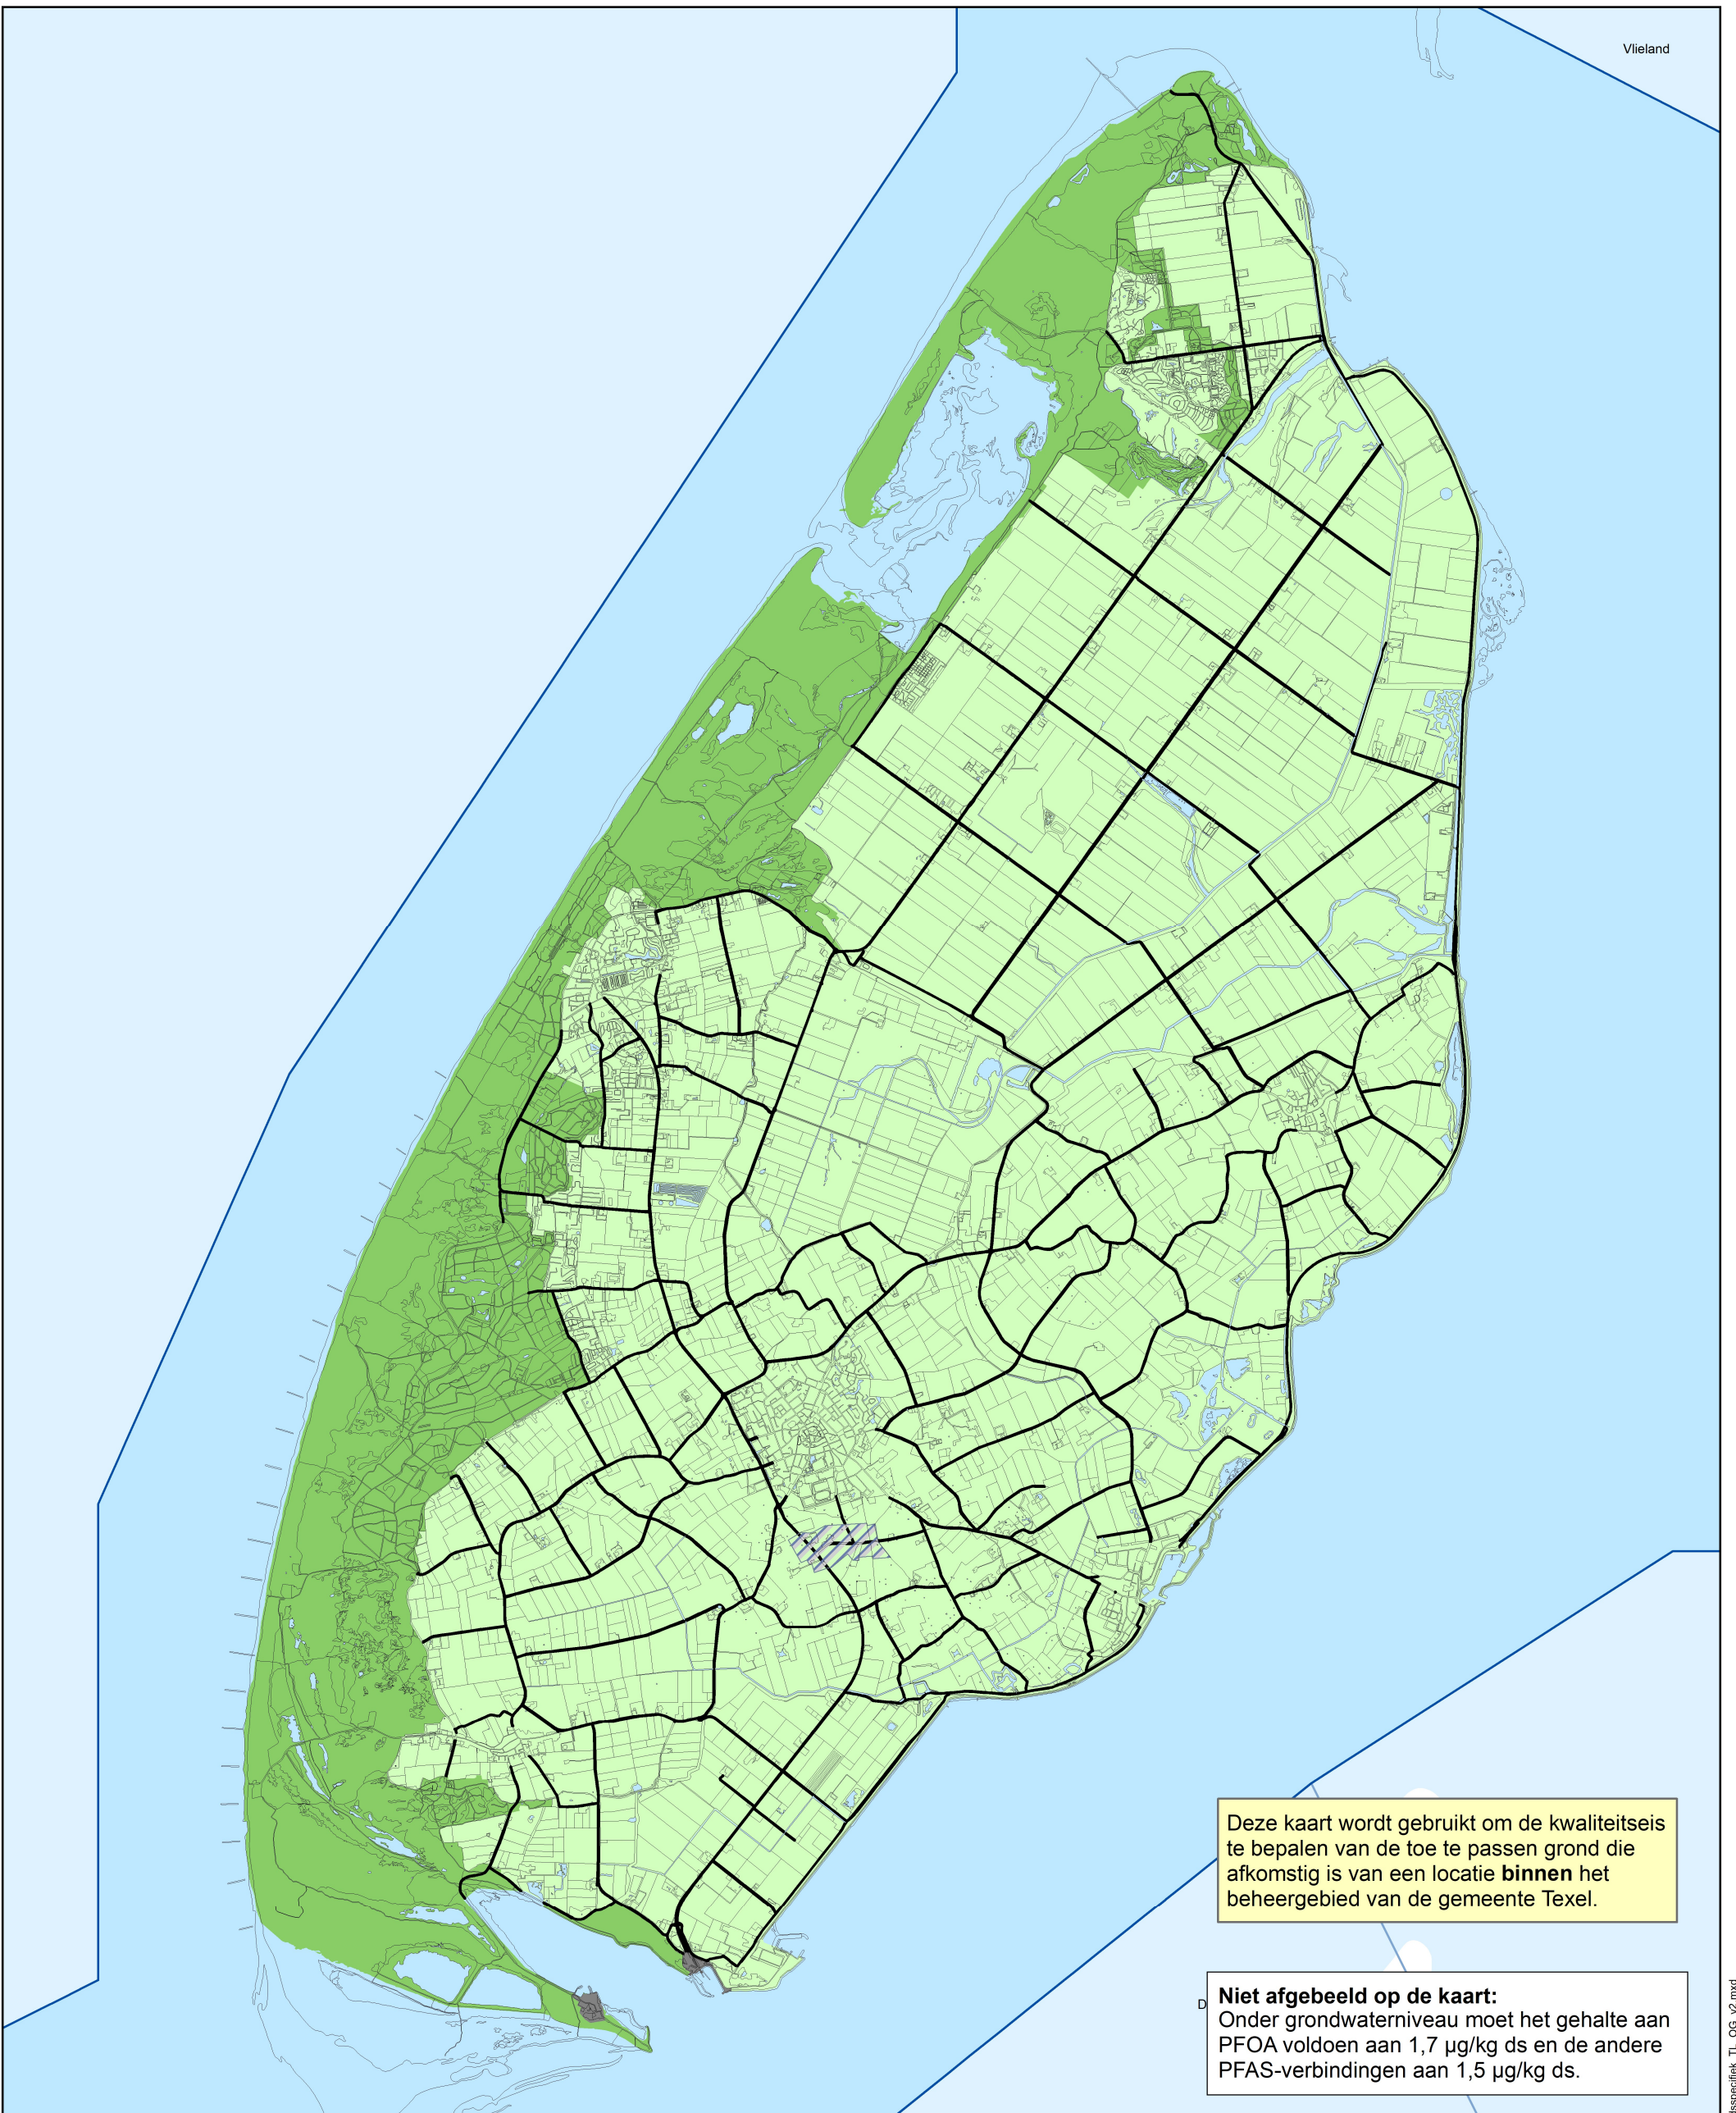 Vlieland
Deze kaart wordt gebruikt om de kwaliteitseis
te bepalen van de toe te passen grond die
afkomstig is van een locatie binnen het
beheergebied van de gemeente Texel.
D
Niet afgebeeld op de kaart:
Onder grondwaterniveau moet het gehalte aan
PFOA voldoen aan 1,7 µg/kg ds en de andere
PFAS-verbindingen aan 1,5 µg/kg ds.